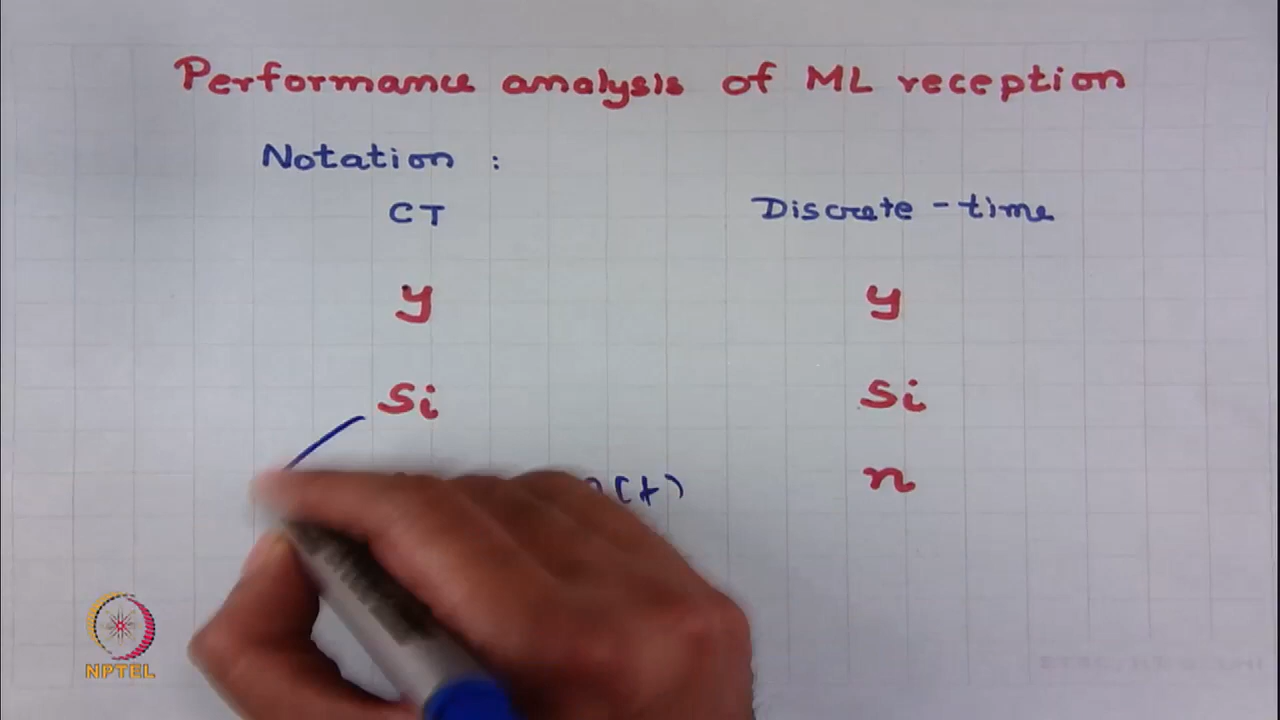 Performance analysis of ML reception
Notation :
CT Discrete-time
y y
Si Si
n(t) n
NPTEL